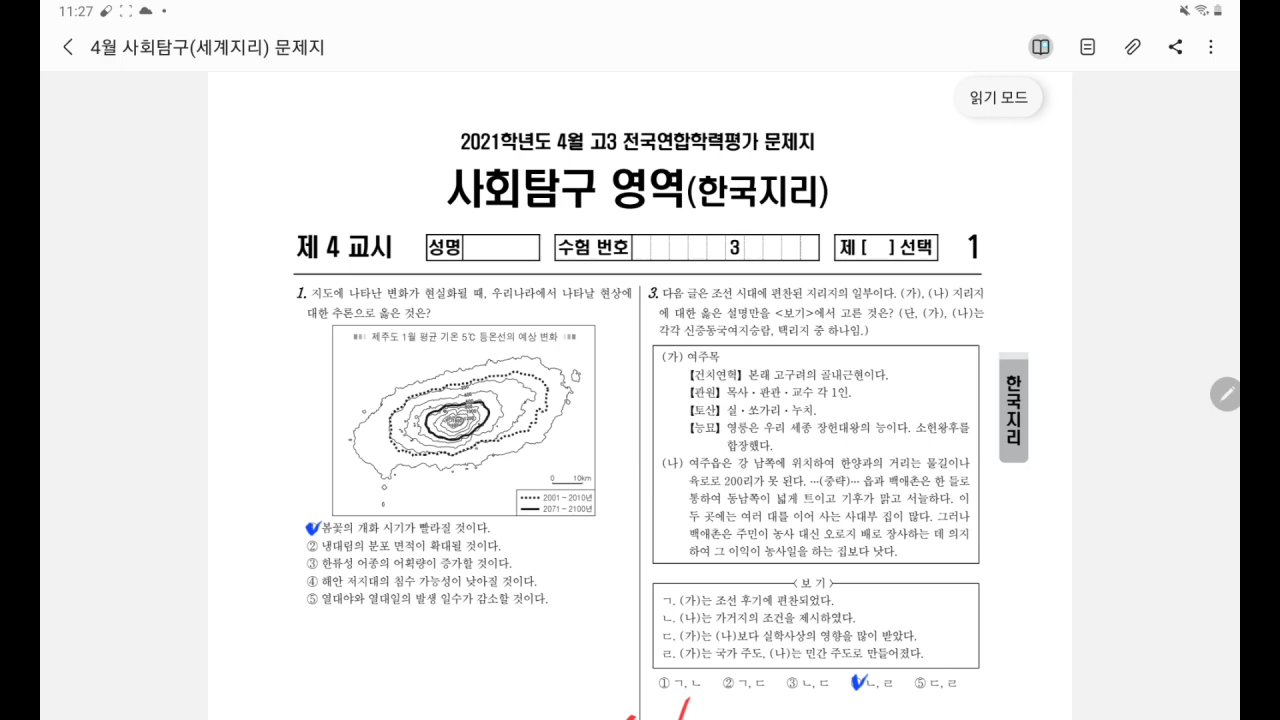 11:27
4월 사회탐구(세계지리) 문제지
읽기 모드
2021학년도 4월 고3 전국연합학력평가 문제지
사회탐구 영역(한국지리)
제 4 교시
성명
수험 번호
3
제 [ ] 선택
1
1. 지도에 나타난 변화가 현실화될 때, 우리나라에서 나타날 현상에
대한 추론으로 옳은 것은?
제주도 1월 평균 기온 5℃ 등온선의 예상 변화
0 10km
2001－2010년
2071－2100년
봄꽃의 개화 시기가 빨라질 것이다.
② 냉대림의 분포 면적이 확대될 것이다.
③ 한류성 어종의 어획량이 증가할 것이다.
④ 해안 저지대의 침수 가능성이 낮아질 것이다.
⑤ 열대야와 열대일의 발생 일수가 감소할 것이다.
3. 다음 글은 조선 시대에 편찬된 지리지의 일부이다. (가), (나) 지리지
에 대한 옳은 설명만을 <보기>에서 고른 것은? (단, (가), (나)는
각각 신증동국여지승람, 택리지 중 하나임.)
(가) 여주목
【건치연혁】 본래 고구려의 골내근현이다.
【관원】 목사・판관・교수 각 1인.
【토산】 실・쏘가리・누치.
【능묘】 영릉은 우리 세종 장헌대왕의 능이다. 소헌왕후를
합장했다.
(나) 여주읍은 강 남쪽에 위치하여 한양과의 거리는 물길이나
육로로 200리가 못 된다. …(중략)… 읍과 백애촌은 한 들로
통하여 동남쪽이 넓게 트이고 기후가 맑고 서늘하다. 이
두 곳에는 여러 대를 이어 사는 사대부 집이 많다. 그러나
백애촌은 주민이 농사 대신 오로지 배로 장사하는 데 의지
하여 그 이익이 농사일을 하는 집보다 낫다.
<보 기>
ㄱ. (가)는 조선 후기에 편찬되었다.
ㄴ. (나)는 가거지의 조건을 제시하였다.
ㄷ. (가)는 (나)보다 실학사상의 영향을 많이 받았다.
ㄹ. (가)는 국가 주도, (나)는 민간 주도로 만들어졌다.
① ㄱ, ㄴ ② ㄱ, ㄷ ③ ㄴ, ㄷ ㄴ, ㄹ ⑤ ㄷ, ㄹ
한국지리